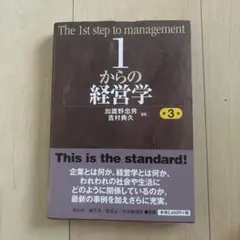 The 1st step to management
1
からの
経営学
加護野忠男
吉村典久
編著
第3版
This is the standard!
企業とは何か、経営学とは何か、
われわれの社会や生活に
どのように関係しているのか。
最新の事例を加えさらに充実。